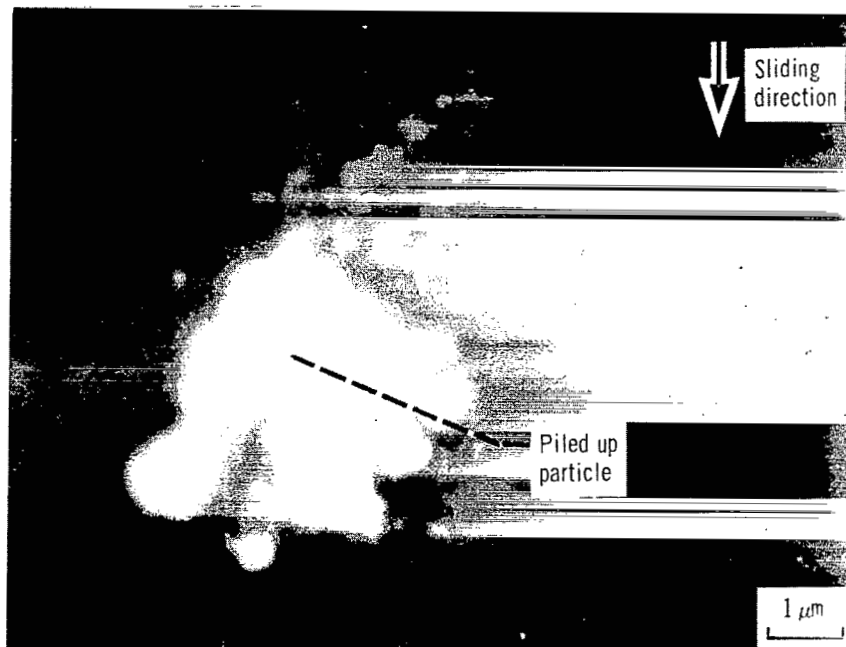 Sliding
direction
Piled up
particle
1 μm